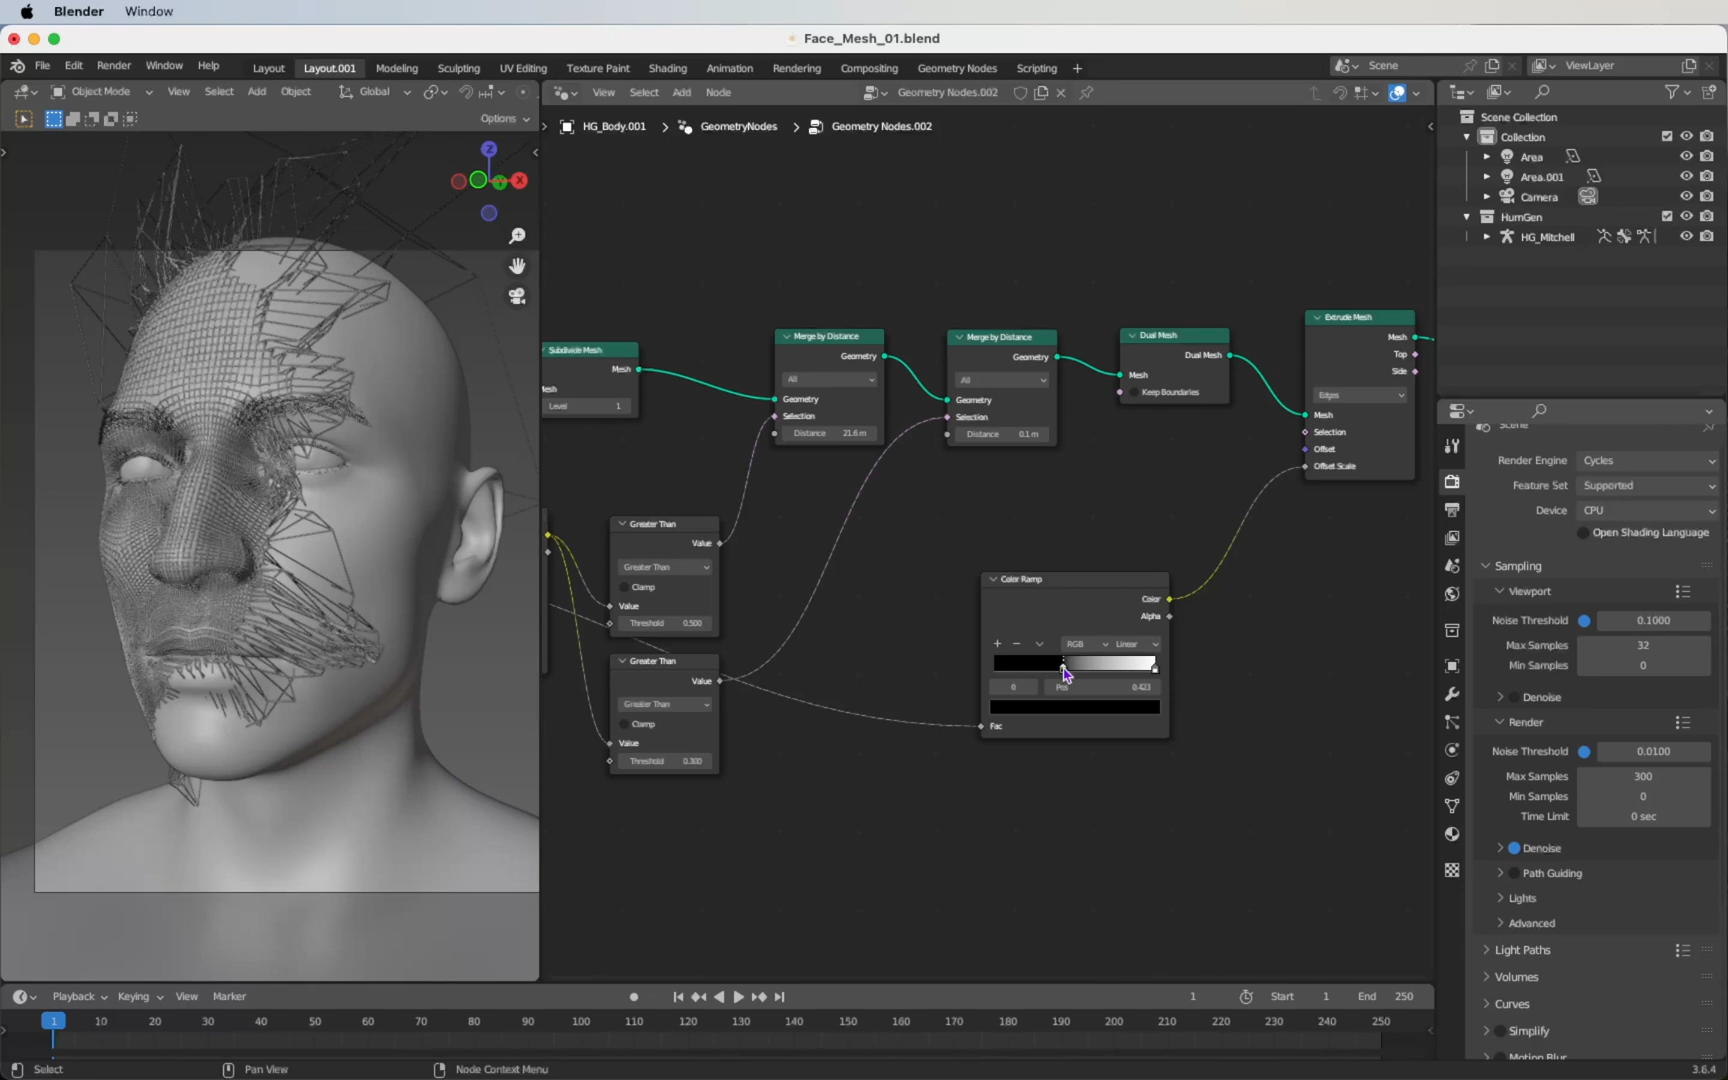 Blender Window
Face_Mesh_01.blend
File Edit Render Window Help Layout Layout.001 Modeling Sculpting UV Editing Texture Paint Shading Animation Rendering Compositing Geometry Nodes Scripting + Scene ViewLayer
Object Mode View Select Add Object Global View Select Add Node Geometry Nodes.002
Options
HG_Body.001 > GeometryNodes > Geometry Nodes.002
Z
X
Y
Scene Collection
Collection
Area
Area.001
Camera
HumGen
HG_Mitchell
Subdivide Mesh
Mesh
Mesh
Level 1
Merge by Distance
Geometry
All
Geometry
Selection
Distance 21.6 m
Merge by Distance
Geometry
All
Geometry
Selection
Distance 0.1 m
Dual Mesh
Dual Mesh
Mesh
Keep Boundaries
Extrude Mesh
Mesh
Top
Side
Edges
Mesh
Selection
Offset
Offset Scale
Greater Than
Value
Greater Than
Clamp
Value
Threshold 0.500
Greater Than
Value
Greater Than
Clamp
Value
Threshold 0.300
Color Ramp
Color
Alpha
+ − RGB Linear
0 Pos 0.423
Fac
Scene
Render Engine Cycles
Feature Set Supported
Device CPU
Open Shading Language
Sampling
Viewport
Noise Threshold 0.1000
Max Samples 32
Min Samples 0
Denoise
Render
Noise Threshold 0.0100
Max Samples 300
Min Samples 0
Time Limit 0 sec
Denoise
Path Guiding
Lights
Advanced
Light Paths
Volumes
Curves
Simplify
Motion Blur
Playback Keying View Marker 1 Start 1 End 250
1 10 20 30 40 50 60 70 80 90 100 110 120 130 140 150 160 170 180 190 200 210 220 230 240 250
Select Pan View Node Context Menu 3.6.4